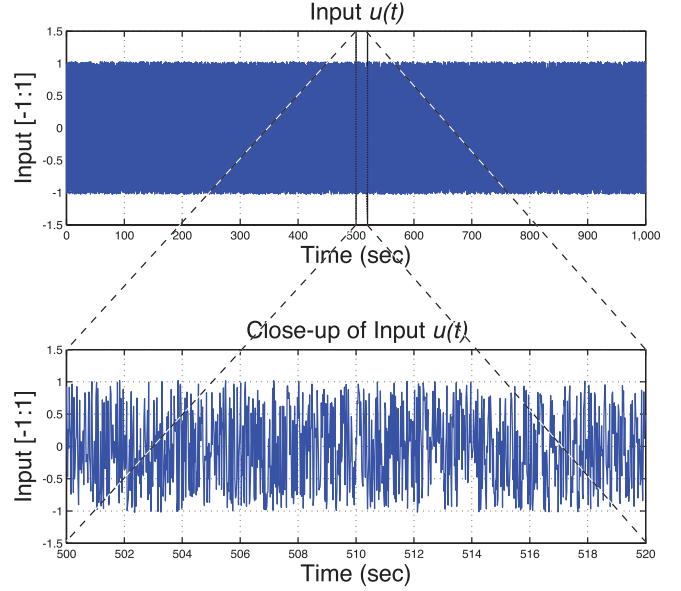 Input u(t)
Input [-1:1]
1.5
1
0.5
0
-0.5
-1
-1.5
0 100 200 300 400 500 600 700 800 900 1,000
Time (sec)
Close-up of Input u(t)
Input [-1:1]
1.5
1
0.5
0
-0.5
-1
-1.5
500 502 504 506 508 510 512 514 516 518 520
Time (sec)